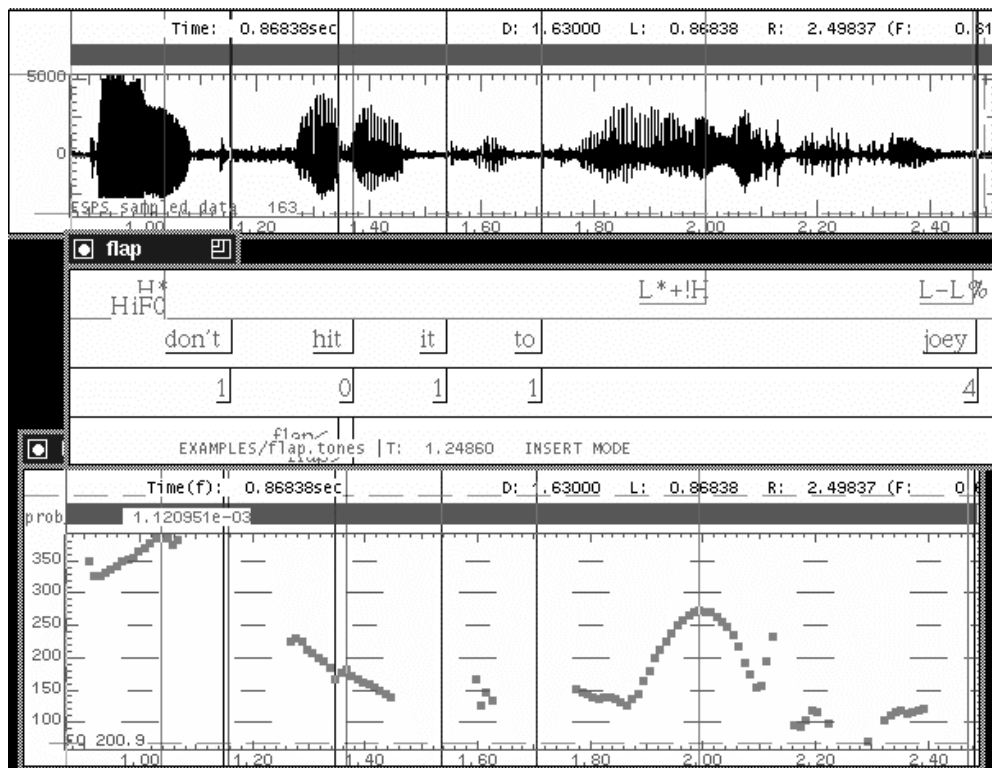 Time: 0.86838sec D: 1.63000 L: 0.86838 R: 2.49837 (F: 0.61
5000
0
ESPS sampled data 163
1.00 1.20 1.40 1.60 1.80 2.00 2.20 2.40
flap
H* L*+!H L-L%
HiF0
don't hit it to joey
1 0 1 1 4
flap<
EXAMPLES/flap.tones |T: 1.24860 INSERT MODE
flap>
Time(f): 0.86838sec D: 1.63000 L: 0.86838 R: 2.49837 (F:
prob 1.120951e-03
350
300
250
200
150
100
200.9
1.00 1.20 1.40 1.60 1.80 2.00 2.20 2.40